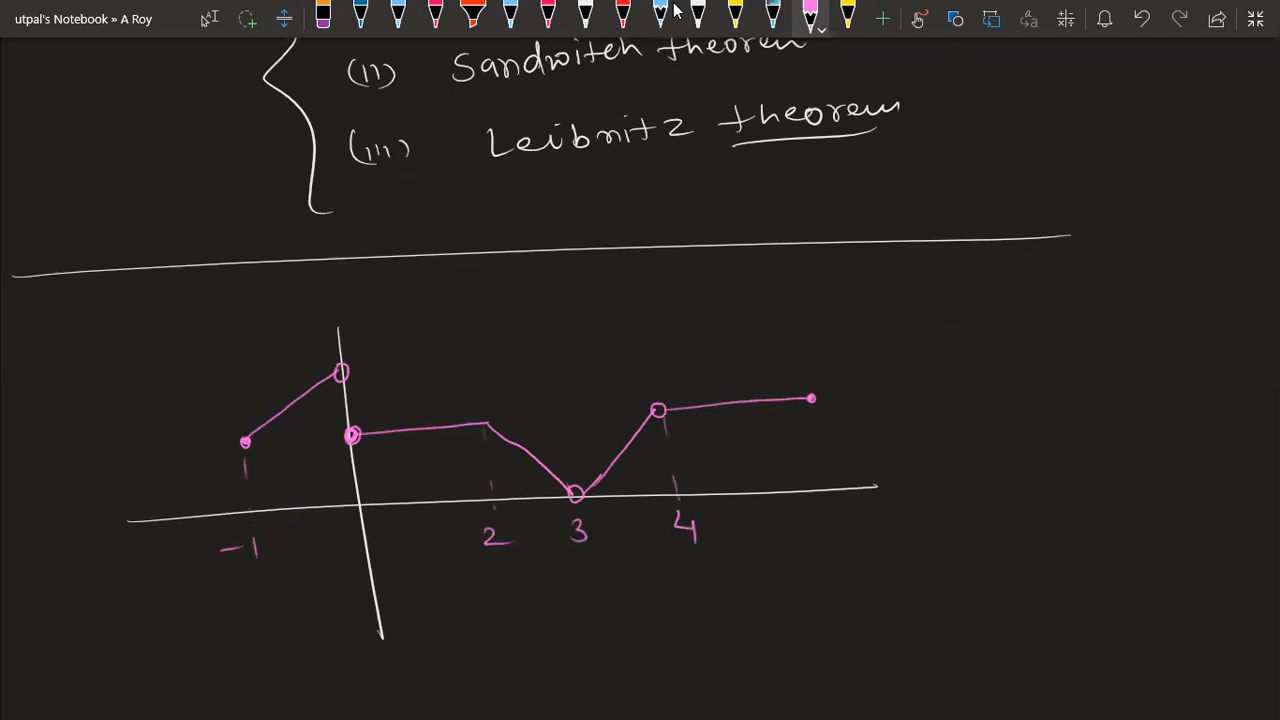 utpal's Notebook » A Roy
(ii) Sandwitch theorem
(iii) Leibnitz theorem
-1 2 3 4